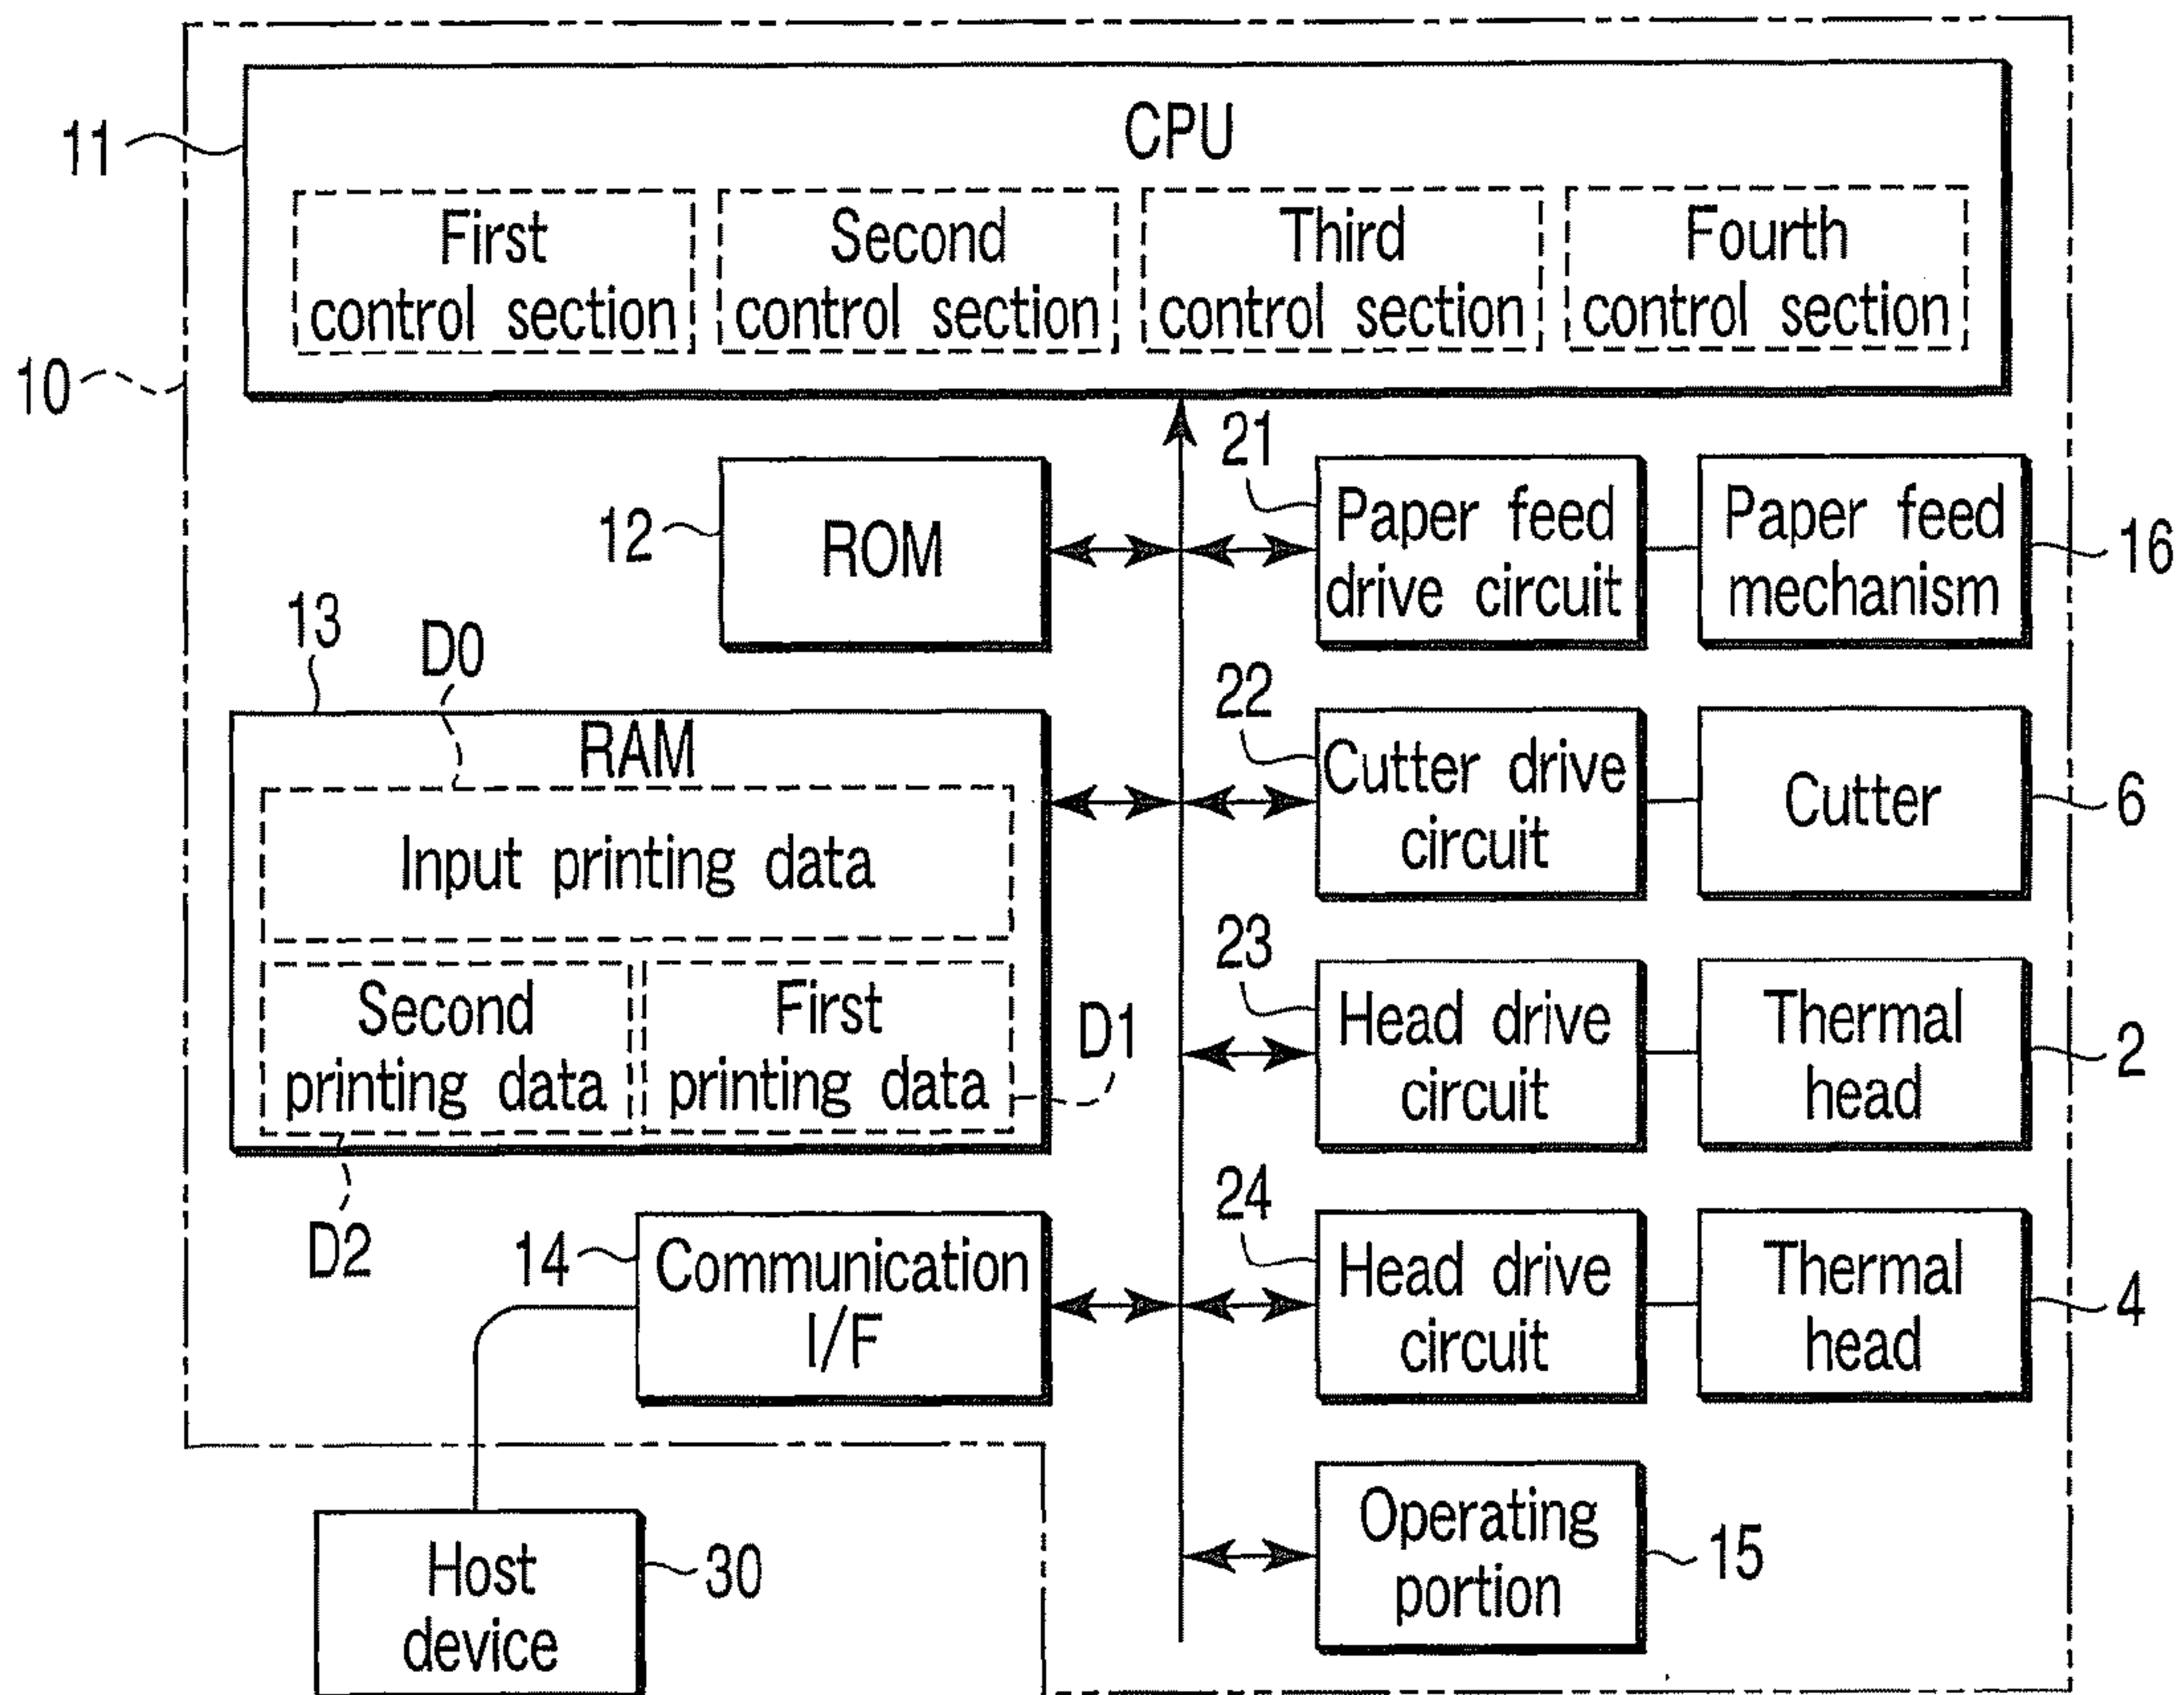 CPU
11
First
control section
Second
control section
Third
control section
Fourth
control section
10
21
12
ROM
Paper feed
drive circuit
Paper feed
mechanism
16
13
D0
RAM
Input printing data
Second
printing data
First
printing data
D1
D2
22
Cutter drive
circuit
Cutter
6
23
Head drive
circuit
Thermal
head
2
14
Communication
I/F
24
Head drive
circuit
Thermal
head
4
Host
device
30
Operating
portion
15